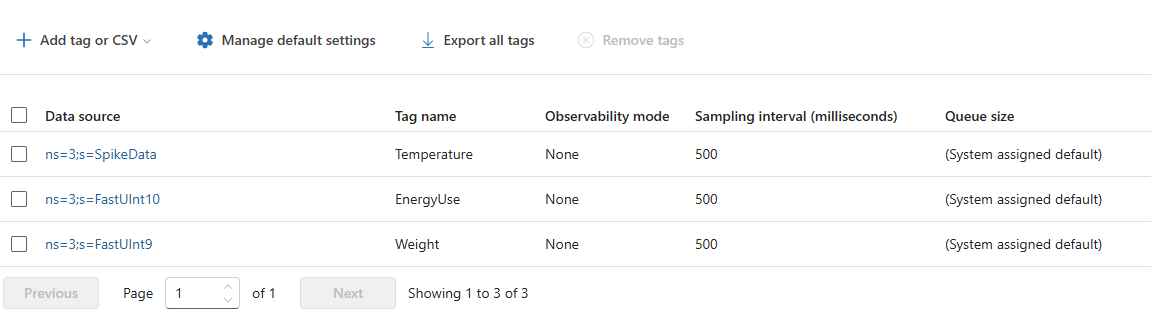 Add tag or CSV Manage default settings Export all tags Remove tags
Data source Tag name Observability mode Sampling interval (milliseconds) Queue size
ns=3;s=SpikeData Temperature None 500 (System assigned default)
ns=3;s=FastUInt10 EnergyUse None 500 (System assigned default)
ns=3;s=FastUInt9 Weight None 500 (System assigned default)
Previous Page 1 of 1 Next Showing 1 to 3 of 3